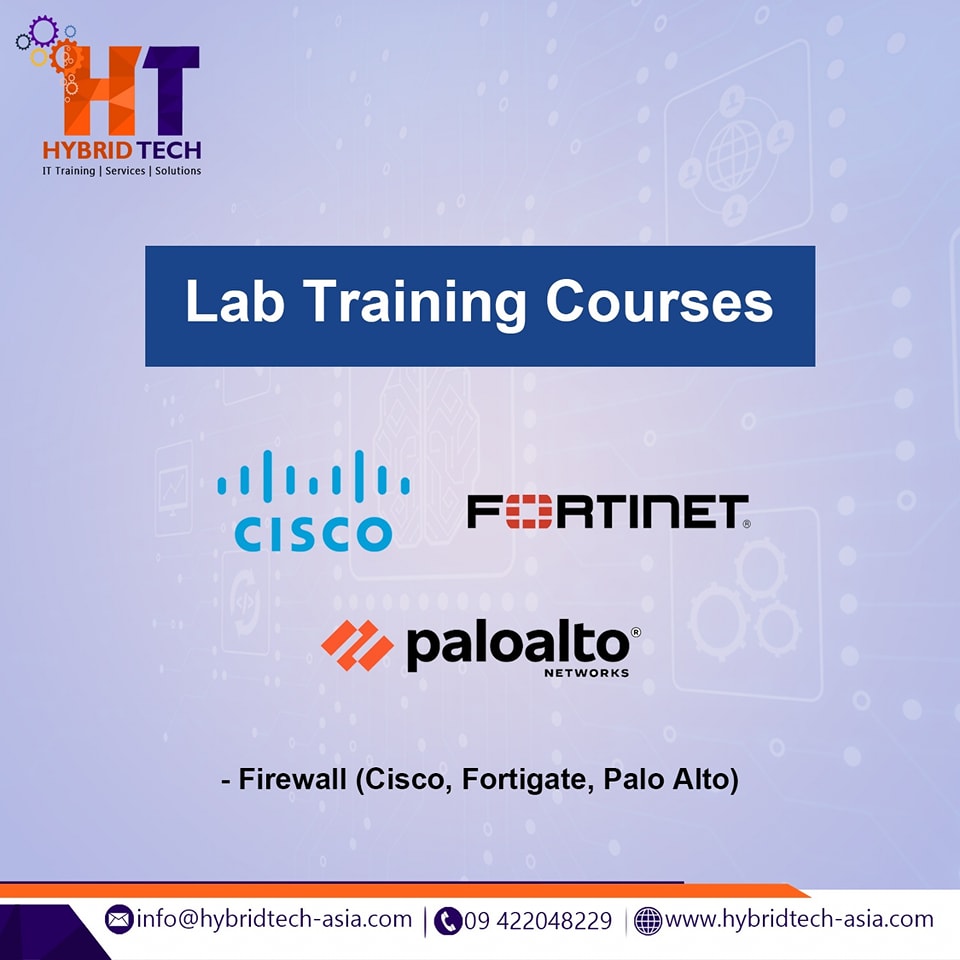 HT
HYBRID TECH
IT Training | Services | Solutions
Lab Training Courses
CISCO
FORTINET®
paloalto®
NETWORKS
- Firewall (Cisco, Fortigate, Palo Alto)
info@hybridtech-asia.com | 09 422048229 | www.hybridtech-asia.com